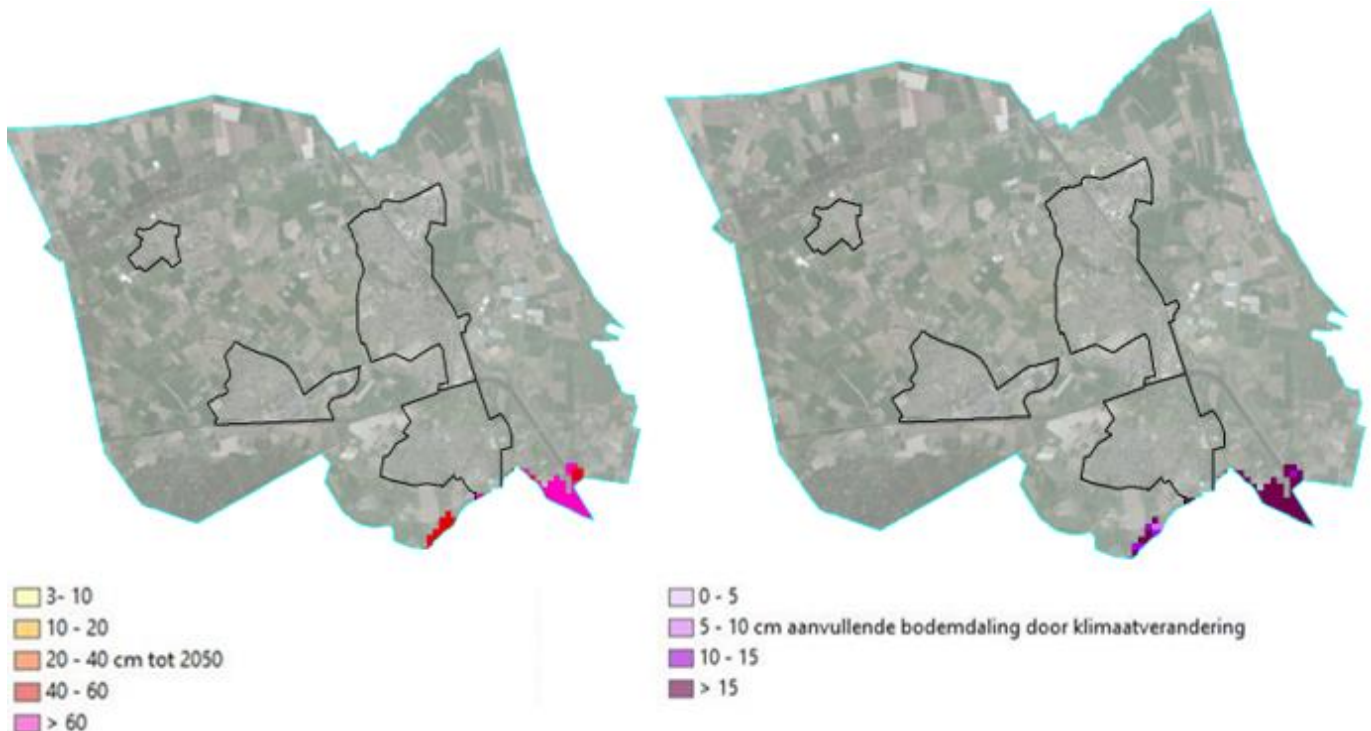 3- 10
10 - 20
20 - 40 cm tot 2050
40 - 60
> 60
0 - 5
5 - 10 cm aanvullende bodemdaling door klimaatverandering
10 - 15
> 15